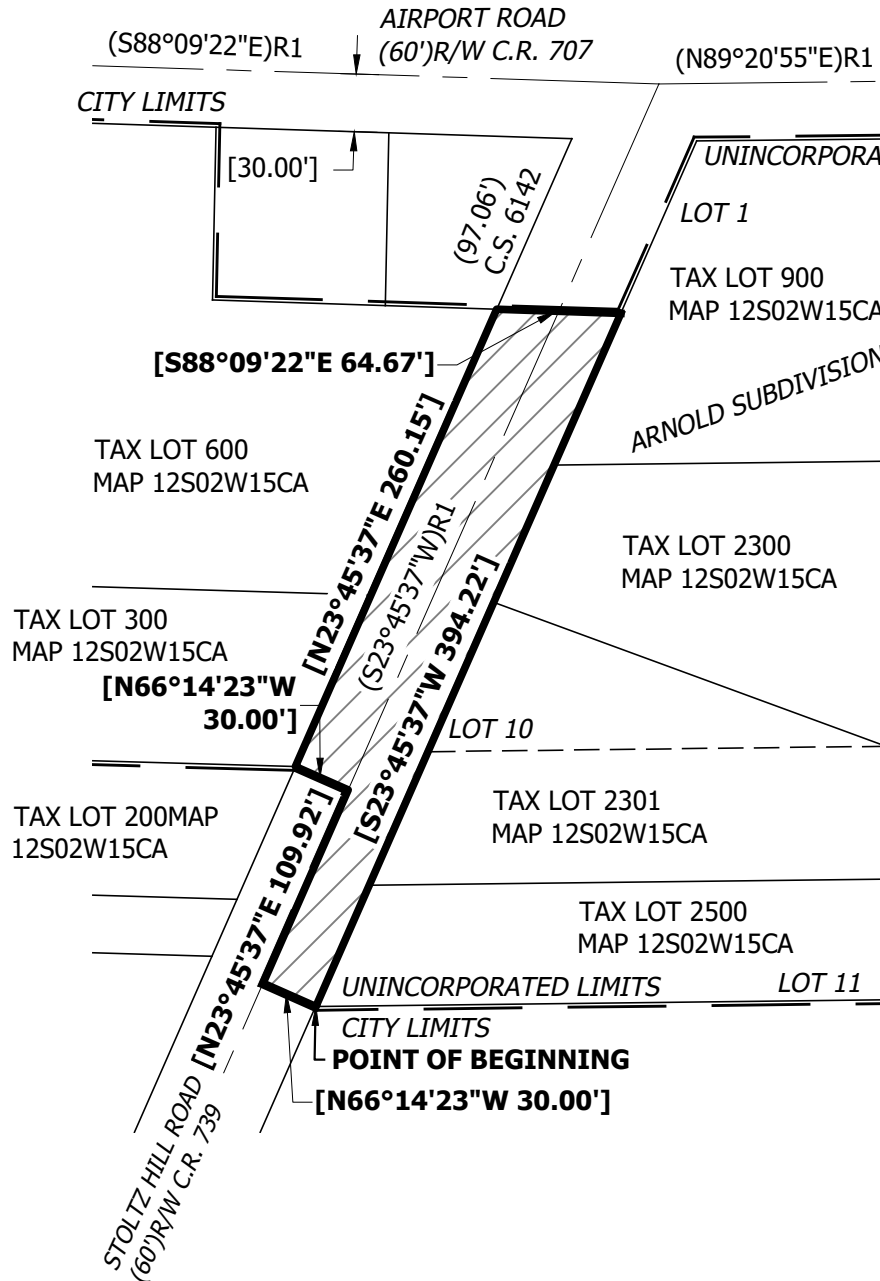 AIRPORT ROAD
(60')R/W C.R. 707
(S88°09'22"E)R1
(N89°20'55"E)R1
CITY LIMITS
[30.00']
(97.06')
C.S. 6142
UNINCORPORA
LOT 1
TAX LOT 900
MAP 12S02W15CA
[S88°09'22"E 64.67']
ARNOLD SUBDIVISION
TAX LOT 600
MAP 12S02W15CA
[N23°45'37"E 260.15']
(S23°45'37"W)R1
[S23°45'37"W 394.22']
TAX LOT 2300
MAP 12S02W15CA
TAX LOT 300
MAP 12S02W15CA
[N66°14'23"W
30.00']
LOT 10
TAX LOT 200MAP
12S02W15CA
TAX LOT 2301
MAP 12S02W15CA
[N23°45'37"E 109.92']
TAX LOT 2500
MAP 12S02W15CA
UNINCORPORATED LIMITS
LOT 11
CITY LIMITS
POINT OF BEGINNING
[N66°14'23"W 30.00']
STOLTZ HILL ROAD
(60')R/W C.R. 739